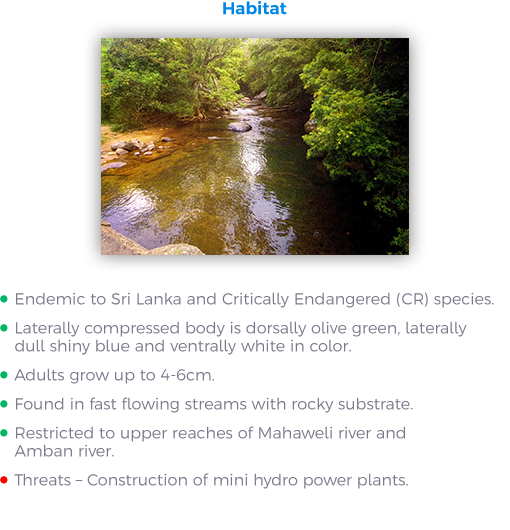 Habitat
Endemic to Sri Lanka and Critically Endangered (CR) species.
Laterally compressed body is dorsally olive green, laterally
dull shiny blue and ventrally white in color.
Adults grow up to 4-6cm.
Found in fast flowing streams with rocky substrate.
Restricted to upper reaches of Mahaweli river and
Amban river.
Threats – Construction of mini hydro power plants.